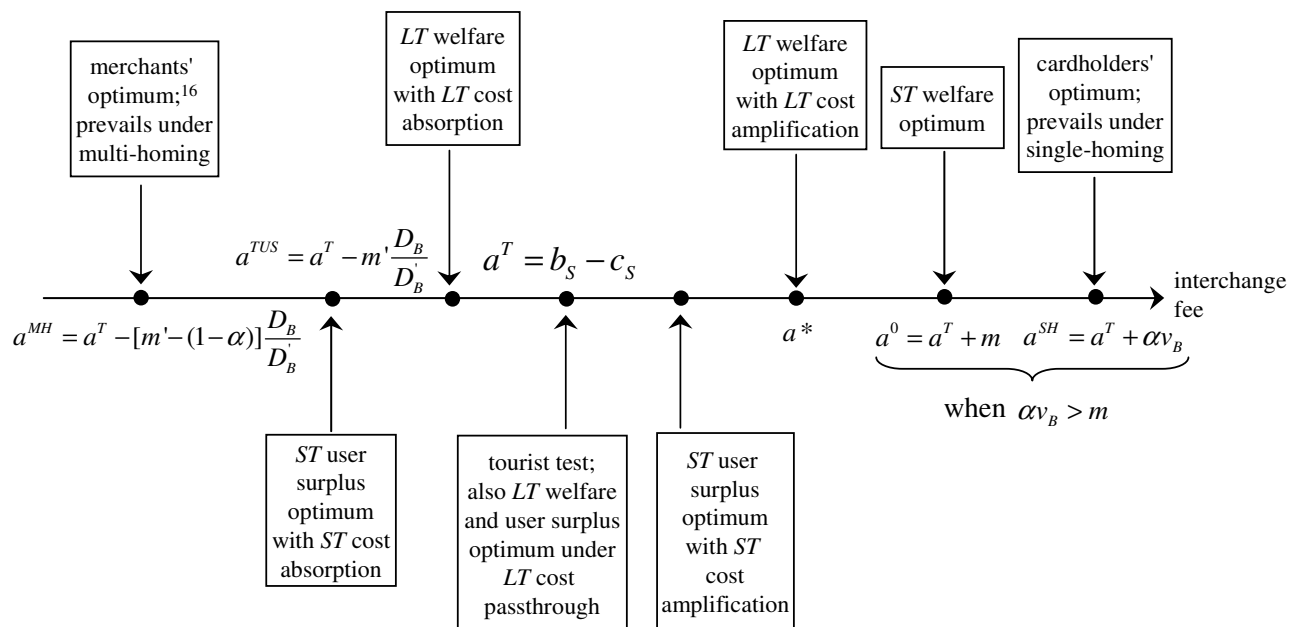 merchants'
optimum;¹⁶
prevails under
multi-homing
LT welfare
optimum
with LT cost
absorption
LT welfare
optimum
with LT cost
amplification
ST welfare
optimum
cardholders'
optimum;
prevails under
single-homing
a^{TUS} = a^T − m' D_B / D_B'
a^T = b_S − c_S
interchange
fee
a^{MH} = a^T − [m' − (1 − α)] D_B / D_B'
a*
a^0 = a^T + m
a^{SH} = a^T + αv_B
when αv_B > m
ST user
surplus
optimum
with ST cost
absorption
tourist test;
also LT welfare
and user surplus
optimum under
LT cost
passthrough
ST user
surplus
optimum
with ST
cost
amplification